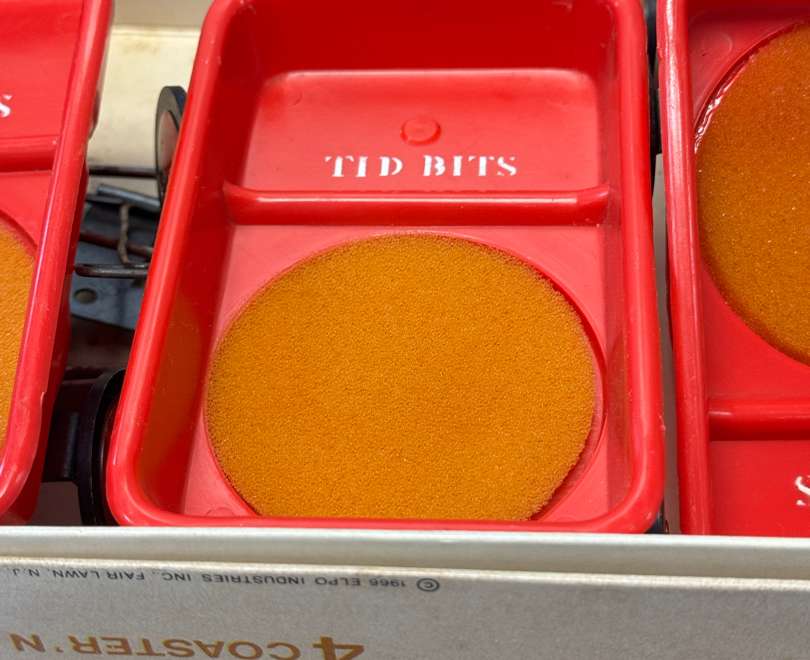 S
TID BITS
S
© 1966 ELPO INDUSTRIES INC., FAIR LAWN, N.J.
4 COASTER'N